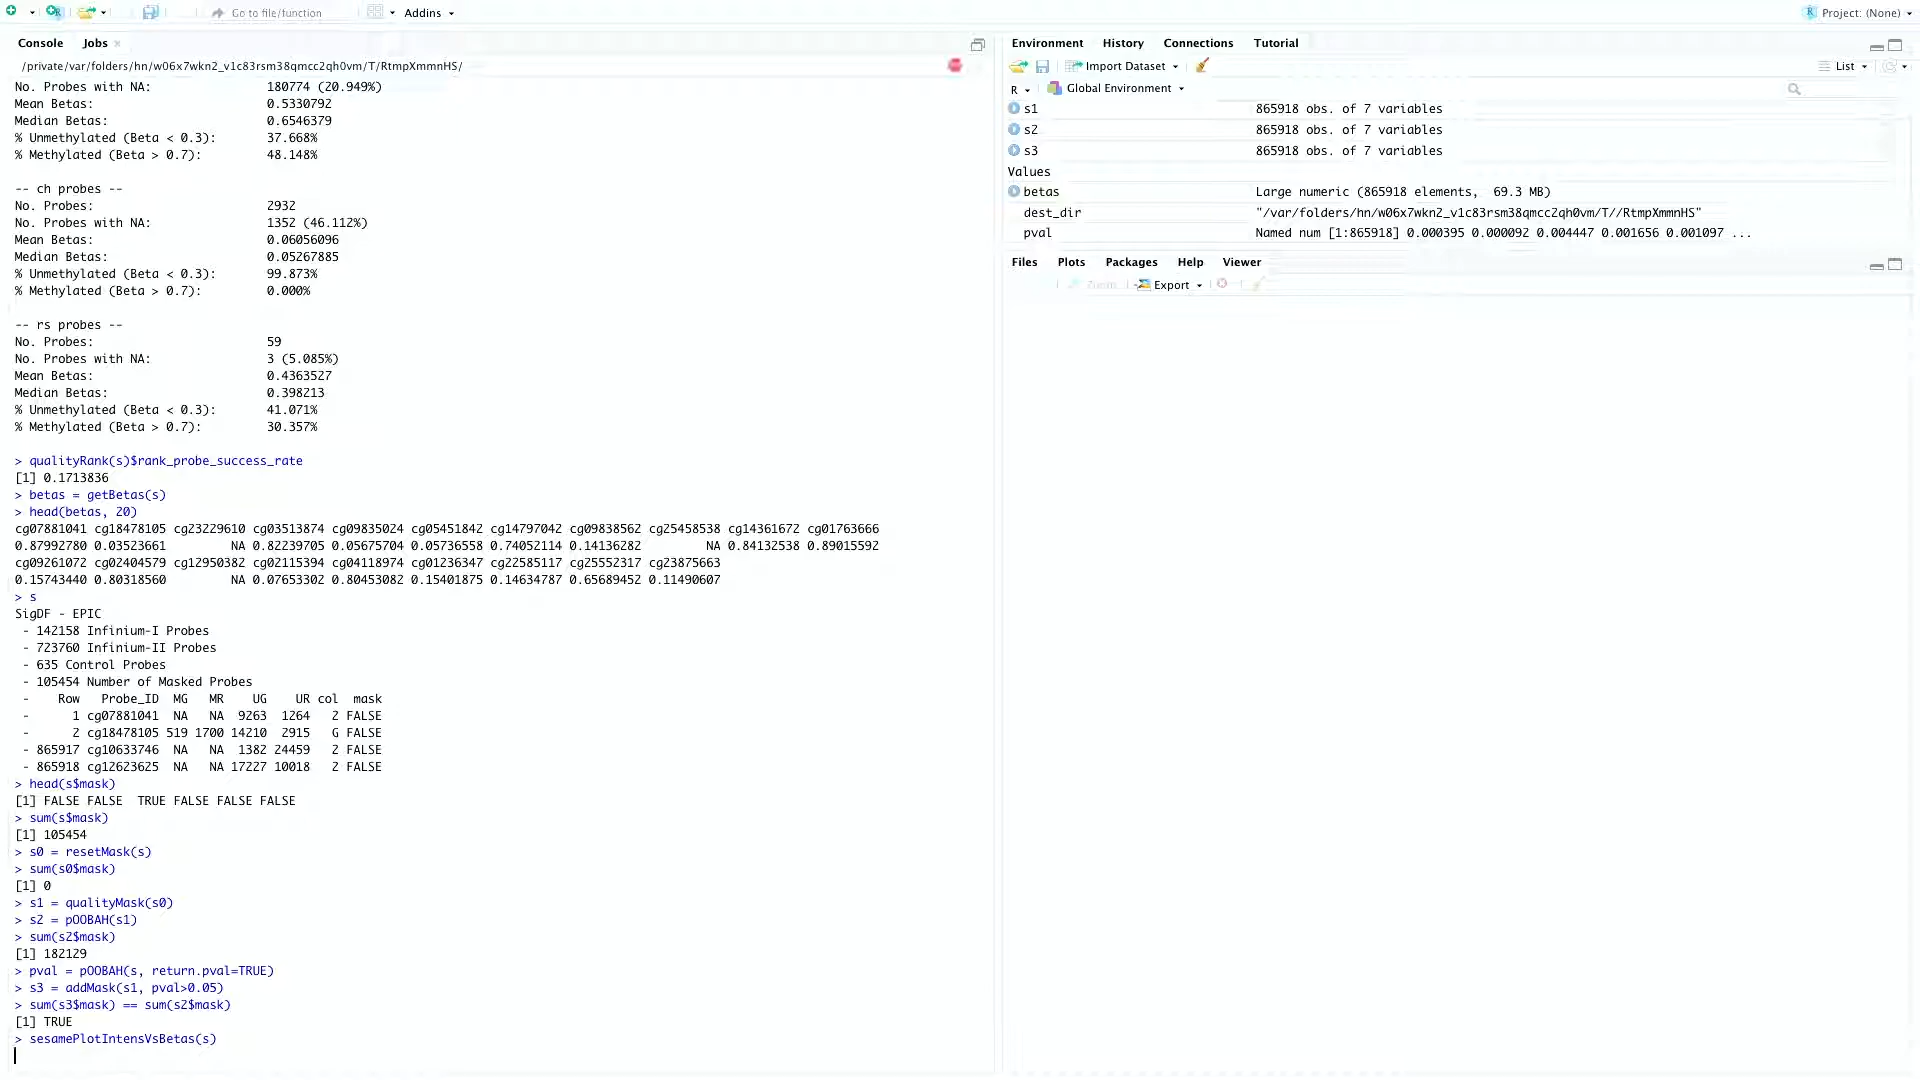 Go to file/function
Addins
Project: (None)
Console Jobs
/private/var/folders/hn/w06x7wkn2_v1c83rsm38qmcc2qh0vm/T/RtmpXmmnHS/
No. Probes with NA: 180774 (20.949%)
Mean Betas: 0.5330792
Median Betas: 0.6546379
% Unmethylated (Beta < 0.3): 37.668%
% Methylated (Beta > 0.7): 48.148%
-- ch probes --
No. Probes: 2932
No. Probes with NA: 1352 (46.112%)
Mean Betas: 0.06056096
Median Betas: 0.05267885
% Unmethylated (Beta < 0.3): 99.873%
% Methylated (Beta > 0.7): 0.000%
-- rs probes --
No. Probes: 59
No. Probes with NA: 3 (5.085%)
Mean Betas: 0.4363527
Median Betas: 0.398213
% Unmethylated (Beta < 0.3): 41.071%
% Methylated (Beta > 0.7): 30.357%
> qualityRank(s)$rank_probe_success_rate
[1] 0.1713836
> betas = getBetas(s)
> head(betas, 20)
cg07881041 cg18478105 cg23229610 cg03513874 cg09835024 cg05451842 cg14797042 cg09838562 cg25458538 cg14361672 cg01763666
0.87992780 0.03523661 NA 0.82239705 0.05675704 0.05736558 0.74052114 0.14136282 NA 0.84132538 0.89015592
cg09261072 cg02404579 cg12950382 cg02115394 cg04118974 cg01236347 cg22585117 cg25552317 cg23875663
0.15743440 0.80318560 NA 0.07653302 0.80453082 0.15401875 0.14634787 0.65689452 0.11490607
> s
SigDF - EPIC
- 142158 Infinium-I Probes
- 723760 Infinium-II Probes
- 635 Control Probes
- 105454 Number of Masked Probes
- Row Probe_ID MG MR UG UR col mask
- 1 cg07881041 NA NA 9263 1264 2 FALSE
- 2 cg18478105 519 1700 14210 2915 G FALSE
- 865917 cg10633746 NA NA 1382 24459 2 FALSE
- 865918 cg12623625 NA NA 17227 10018 2 FALSE
> head(s$mask)
[1] FALSE FALSE TRUE FALSE FALSE FALSE
> sum(s$mask)
[1] 105454
> s0 = resetMask(s)
> sum(s0$mask)
[1] 0
> s1 = qualityMask(s0)
> s2 = pOOBAH(s1)
> sum(s2$mask)
[1] 182129
> pval = pOOBAH(s, return.pval=TRUE)
> s3 = addMask(s1, pval>0.05)
> sum(s3$mask) == sum(s2$mask)
[1] TRUE
> sesamePlotIntensVsBetas(s)
Environment History Connections Tutorial
Import Dataset List
R Global Environment
s1 865918 obs. of 7 variables
s2 865918 obs. of 7 variables
s3 865918 obs. of 7 variables
Values
betas Large numeric (865918 elements, 69.3 MB)
dest_dir "/var/folders/hn/w06x7wkn2_v1c83rsm38qmcc2qh0vm/T//RtmpXmmnHS"
pval Named num [1:865918] 0.000395 0.000092 0.004447 0.001656 0.001097 ...
Files Plots Packages Help Viewer
Zoom Export